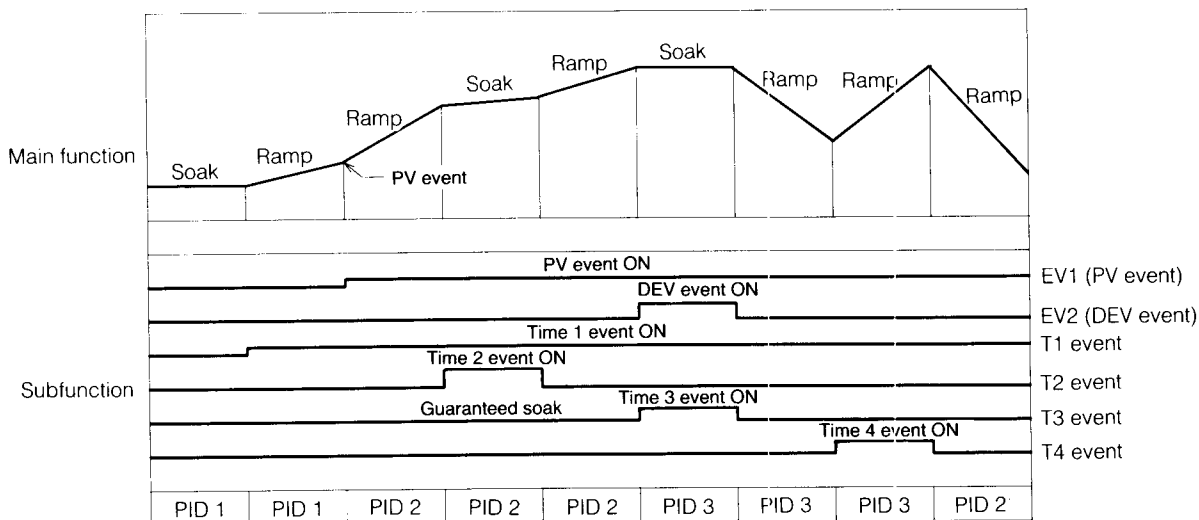 Soak
Ramp
Soak
Ramp
Ramp
Ramp
Ramp
Soak
Ramp
Main function
PV event
PV event ON
EV1 (PV event)
DEV event ON
EV2 (DEV event)
Time 1 event ON
T1 event
Time 2 event ON
T2 event
Subfunction
Time 3 event ON
Guaranteed soak
T3 event
Time 4 event ON
T4 event
PID 1 PID 1 PID 2 PID 2 PID 2 PID 3 PID 3 PID 3 PID 2